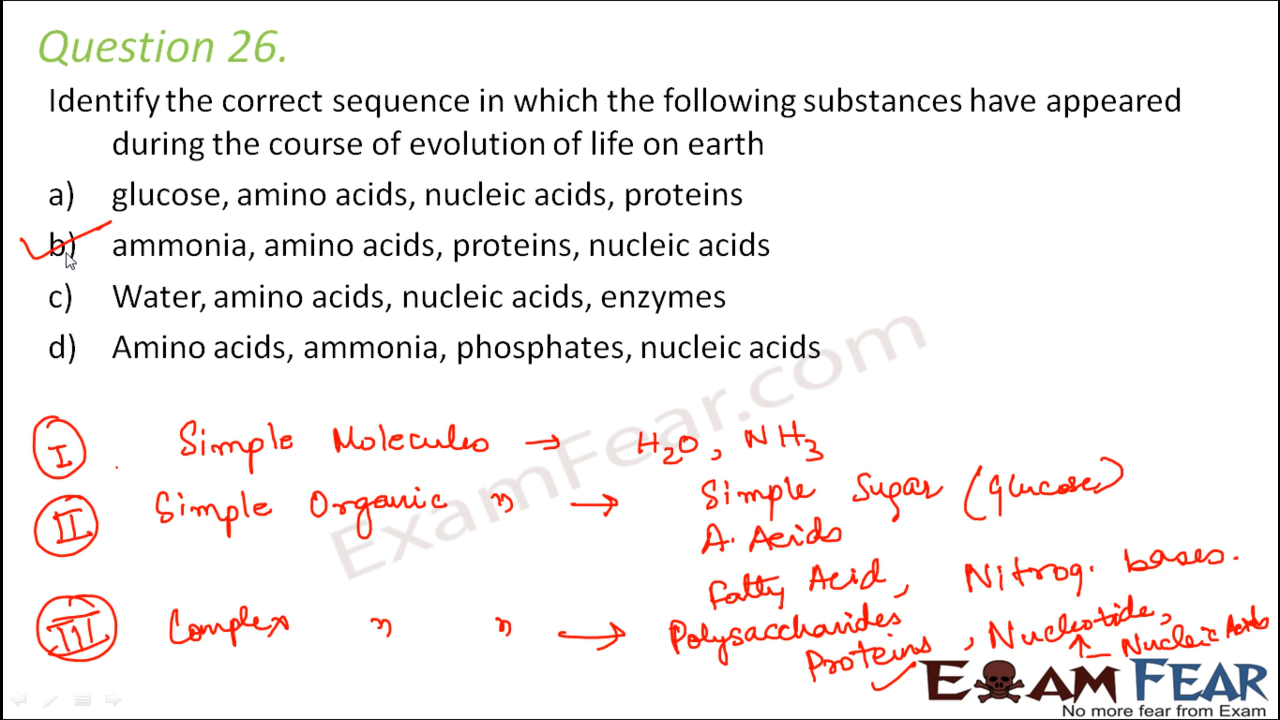 Question 26.
Identify the correct sequence in which the following substances have appeared
during the course of evolution of life on earth
a) glucose, amino acids, nucleic acids, proteins
b) ammonia, amino acids, proteins, nucleic acids
c) Water, amino acids, nucleic acids, enzymes
d) Amino acids, ammonia, phosphates, nucleic acids
ExamFear.com
I Simple Molecules → H2O, NH3
II Simple Organic " → Simple Sugar (Glucose)
A. Acids
Fatty Acid, Nitrog. bases.
III Complex " " → Polysaccharides
Proteins, Nucleotide,
↑ Nucleic Acids
EXAM FEAR
No more fear from Exam